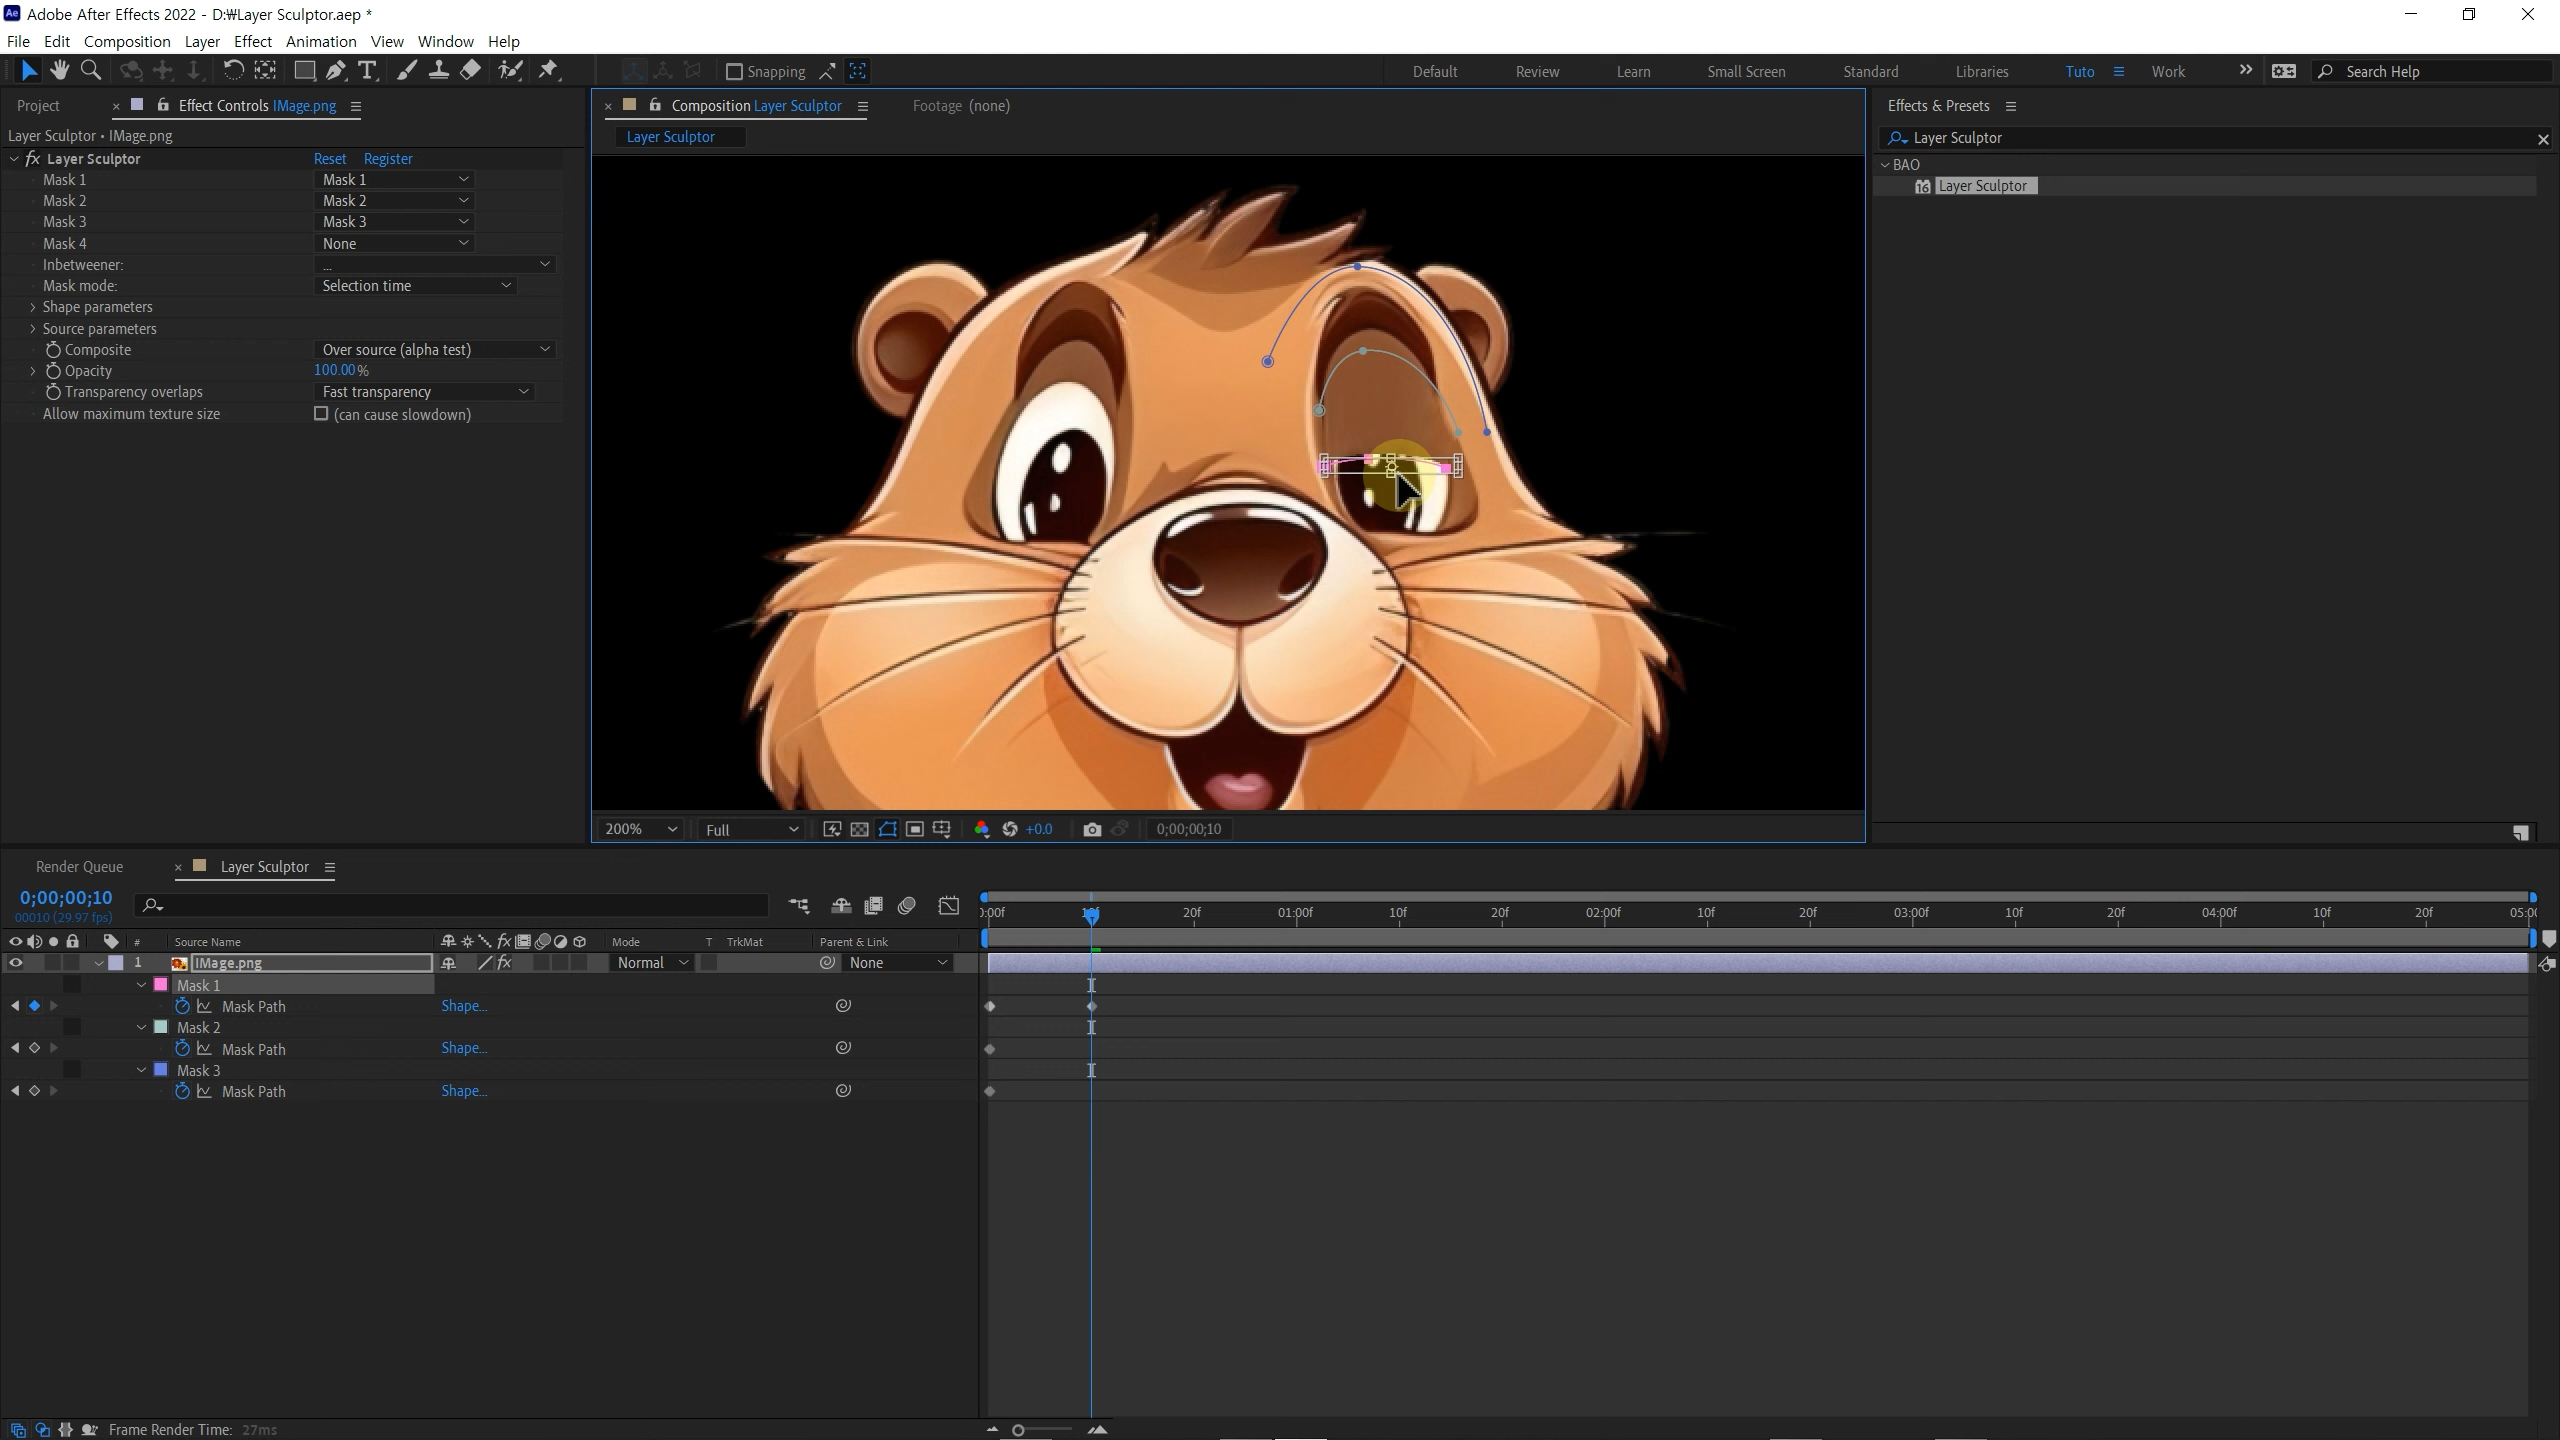 Ae Adobe After Effects 2022 - D:₩Layer Sculptor.aep *
File Edit Composition Layer Effect Animation View Window Help
Snapping Default Review Learn Small Screen Standard Libraries Tuto Work Search Help
Project × Effect Controls IMage.png
Layer Sculptor • IMage.png
fx Layer Sculptor Reset Register
Mask 1 Mask 1
Mask 2 Mask 2
Mask 3 Mask 3
Mask 4 None
Inbetweener: ...
Mask mode: Selection time
Shape parameters
Source parameters
Composite Over source (alpha test)
Opacity 100.00%
Transparency overlaps Fast transparency
Allow maximum texture size (can cause slowdown)
× Composition Layer Sculptor Footage (none)
Layer Sculptor
200% Full +0.0 0;00;00;10
Effects & Presets
Layer Sculptor ×
BAO
16 Layer Sculptor
Render Queue × Layer Sculptor
0;00;00;10
00010 (29.97 fps)
20f 01:00f 10f 20f 02:00f 10f 20f 03:00f 10f 20f 04:00f 10f 20f
# Source Name fx Mode T TrkMat Parent & Link
1 IMage.png fx Normal None
Mask 1
Mask Path Shape...
Mask 2
Mask Path Shape...
Mask 3
Mask Path Shape...
Frame Render Time: 27ms